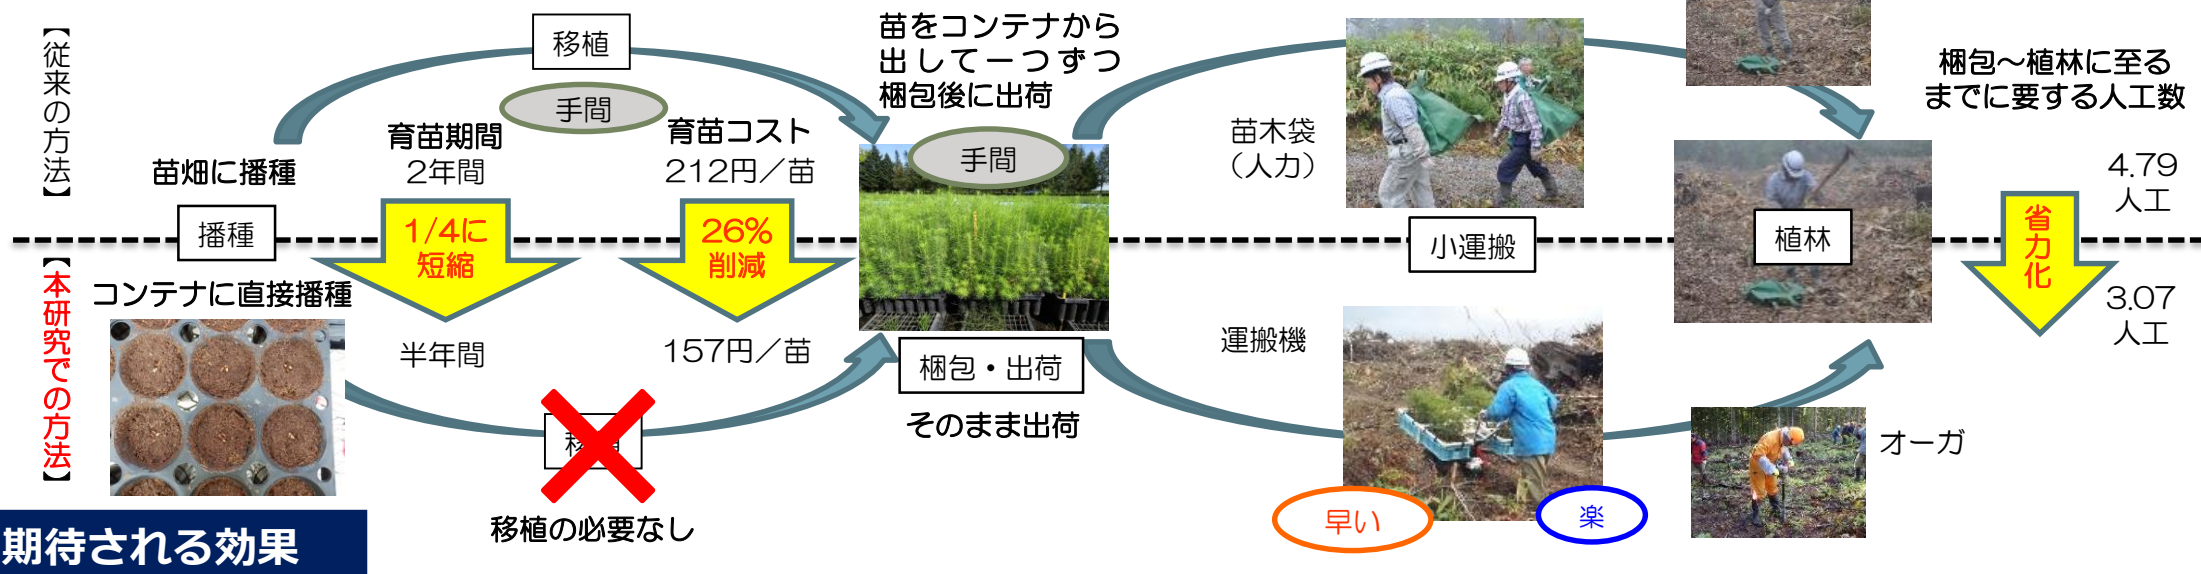 【従来の方法】
移植
手間
苗をコンテナから
出して一つずつ
梱包後に出荷
手間
苗畑に播種
育苗期間
2年間
育苗コスト
212円／苗
苗木袋
（人力）
梱包～植林に至る
までに要する人工数
4.79
人工
播種
1/4に
短縮
26%
削減
小運搬
植林
省力化
【本研究での方法】
コンテナに直接播種
半年間
157円／苗
梱包・出荷
そのまま出荷
運搬機
3.07
人工
オーガ
移植の必要なし
早い
楽
期待される効果